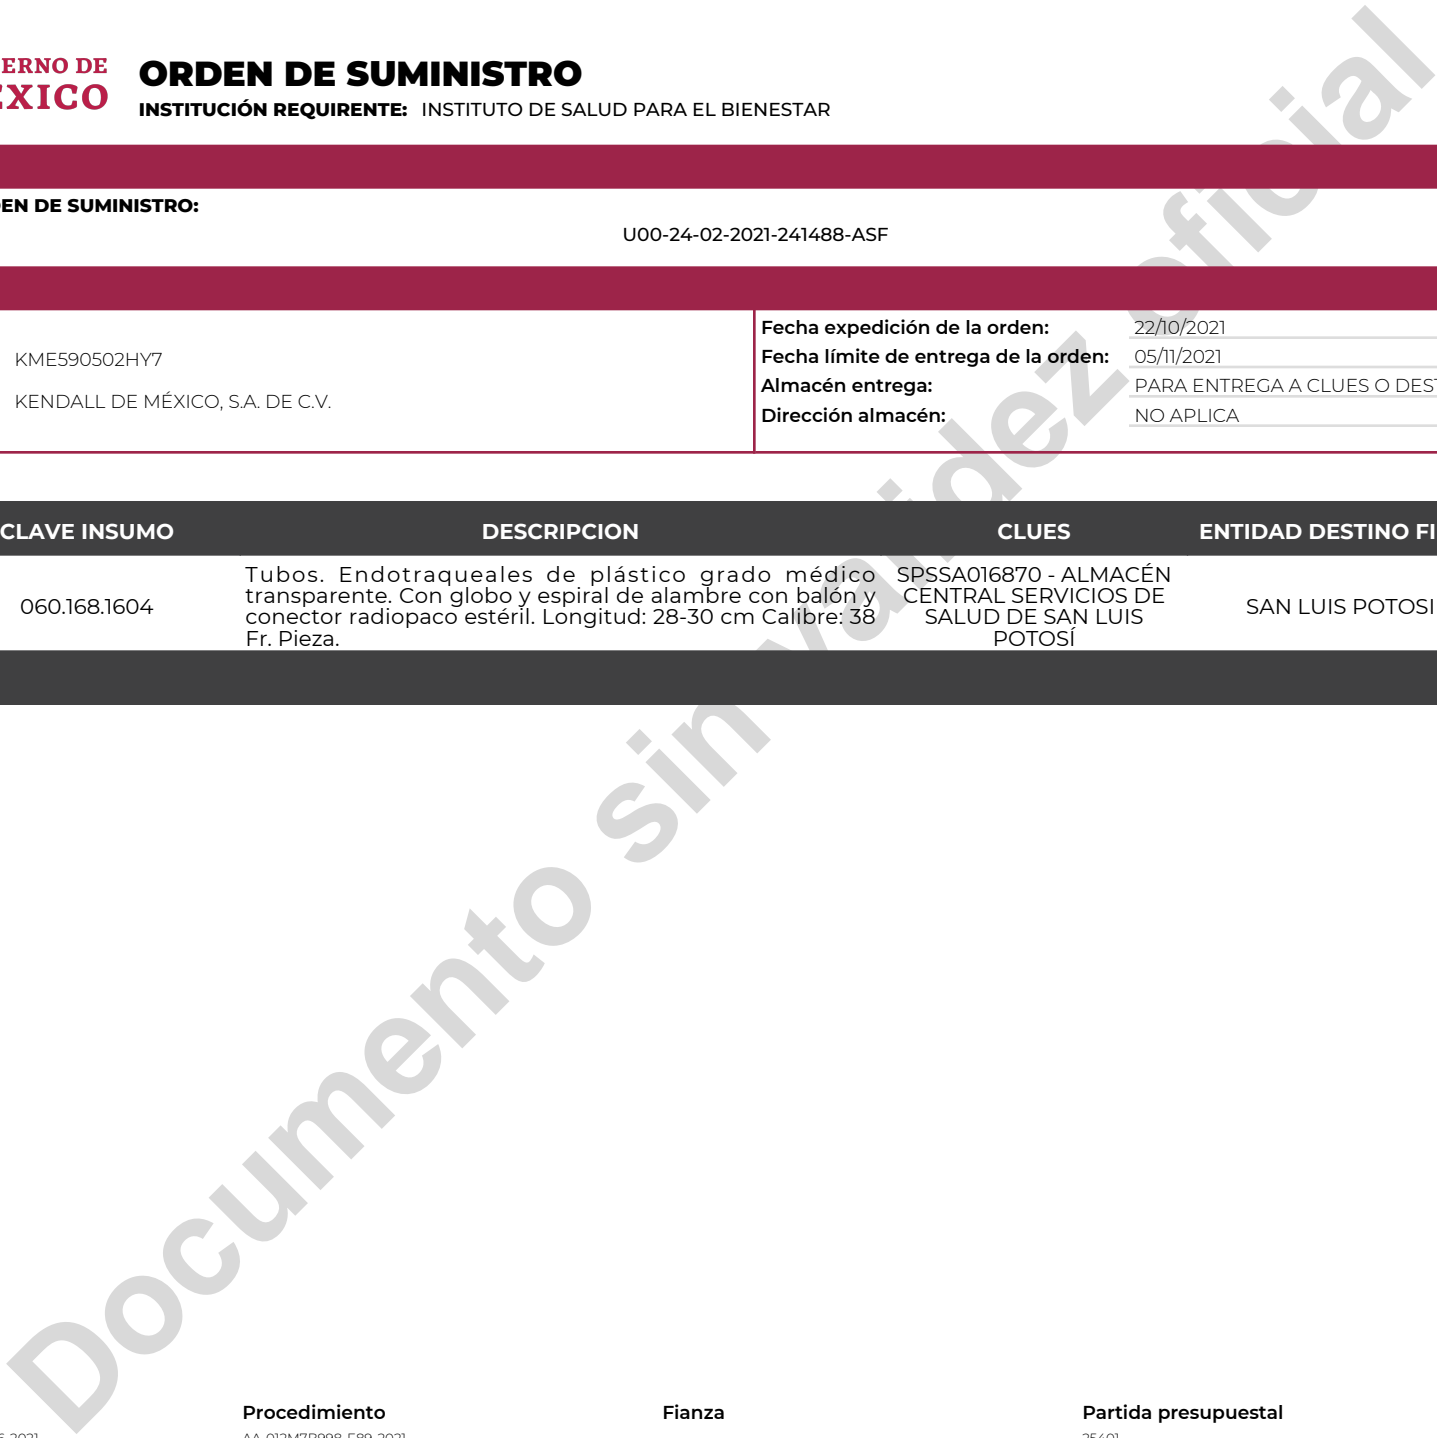 ERNO DE
ÉXICO
ORDEN DE SUMINISTRO
INSTITUCIÓN REQUIRENTE: INSTITUTO DE SALUD PARA EL BIENESTAR
EN DE SUMINISTRO:
U00-24-02-2021-241488-ASF
KME590502HY7
KENDALL DE MÉXICO, S.A. DE C.V.
Fecha expedición de la orden: 22/10/2021
Fecha límite de entrega de la orden: 05/11/2021
Almacén entrega: PARA ENTREGA A CLUES O DEST
Dirección almacén: NO APLICA
CLAVE INSUMO DESCRIPCION CLUES ENTIDAD DESTINO FI
060.168.1604
Tubos. Endotraqueales de plástico grado médico
transparente. Con globo y espiral de alambre con balón y
conector radiopaco estéril. Longitud: 28-30 cm Calibre: 38
Fr. Pieza.
SPSSA016870 - ALMACÉN
CENTRAL SERVICIOS DE
SALUD DE SAN LUIS
POTOSÍ
SAN LUIS POTOSI
Documento sin validez oficial
Procedimiento Fianza Partida presupuestal